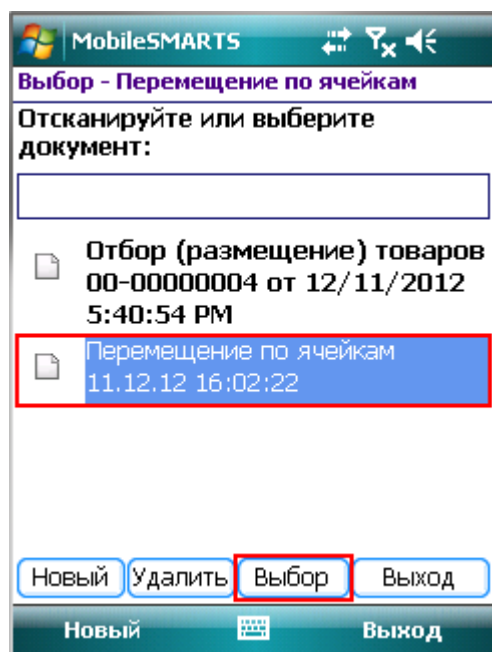 MobileSMARTS
Выбор - Перемещение по ячейкам
Отсканируйте или выберите
документ:
Отбор (размещение) товаров
00-00000004 от 12/11/2012
5:40:54 PM
Перемещение по ячейкам
11.12.12 16:02:22
Новый Удалить Выбор Выход
Новый Выход